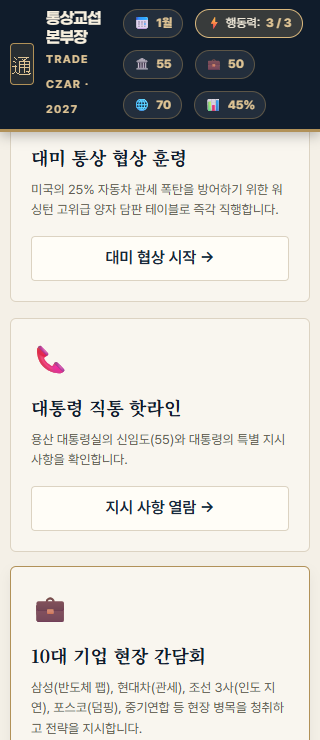 通
통상교섭
본부장
TRADE
CZAR ·
2027
1월
행동력: 3 / 3
50
50
70
45%
대미 통상 협상 훈령
미국의 25% 자동차 관세 폭탄을 방어하기 위한 워
싱턴 고위급 양자 담판 테이블로 즉각 직행합니다.
대미 협상 시작 →
대통령 직통 핫라인
용산 대통령실의 신임도(55)와 대통령의 특별 지시
사항을 확인합니다.
지시 사항 열람 →
10대 기업 현장 간담회
삼성(반도체 팹), 현대차(관세), 조선 3사(인도 지
연), 포스코(덤핑), 중기연합 등 현장 병목을 청취하
고 전략을 지시합니다.